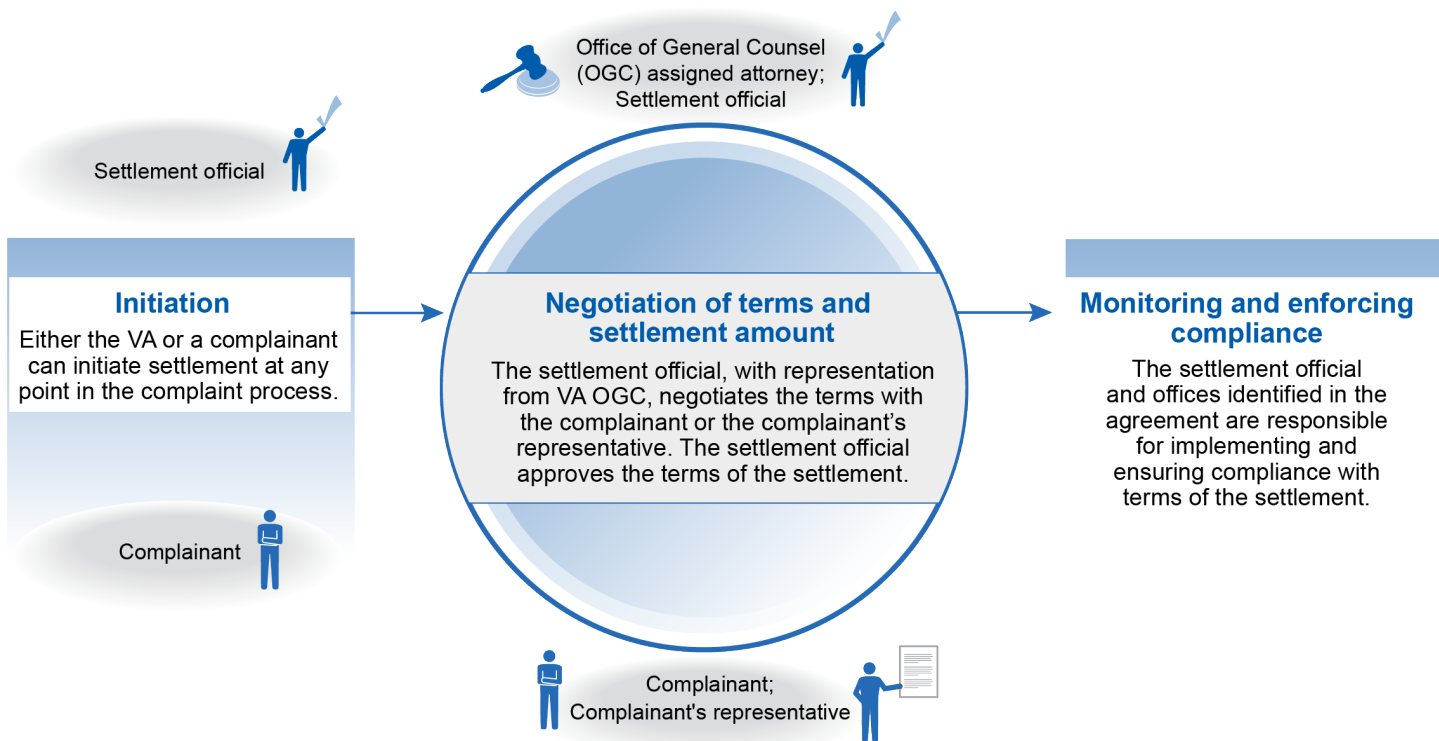 Office of General Counsel
(OGC) assigned attorney;
Settlement official
Settlement official
Initiation
Either the VA or a complainant
can initiate settlement at any
point in the complaint process.
Complainant
Negotiation of terms and
settlement amount
The settlement official, with representation
from VA OGC, negotiates the terms with
the complainant or the complainant’s
representative. The settlement official
approves the terms of the settlement.
Complainant;
Complainant's representative
Monitoring and enforcing
compliance
The settlement official
and offices identified in the
agreement are responsible
for implementing and
ensuring compliance with
terms of the settlement.